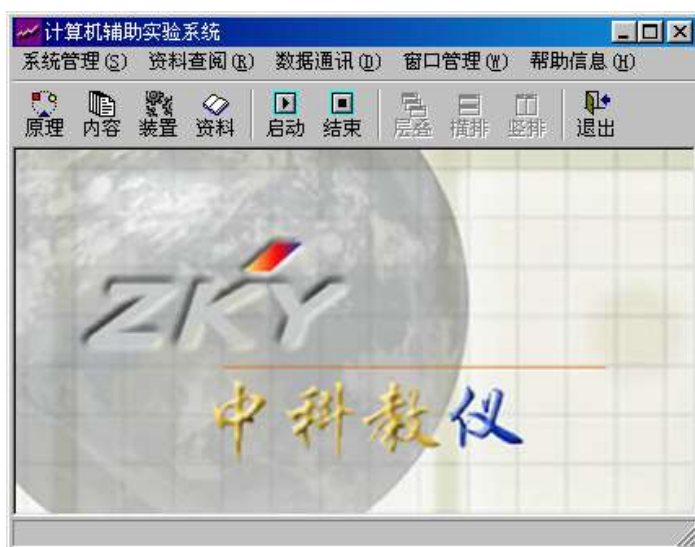 计算机辅助实验系统
系统管理(S) 资料查阅(R) 数据通讯(D) 窗口管理(W) 帮助信息(H)
原理 内容 装置 资料 启动 结束 层叠 横排 竖排 退出
ZKY
中科教仪